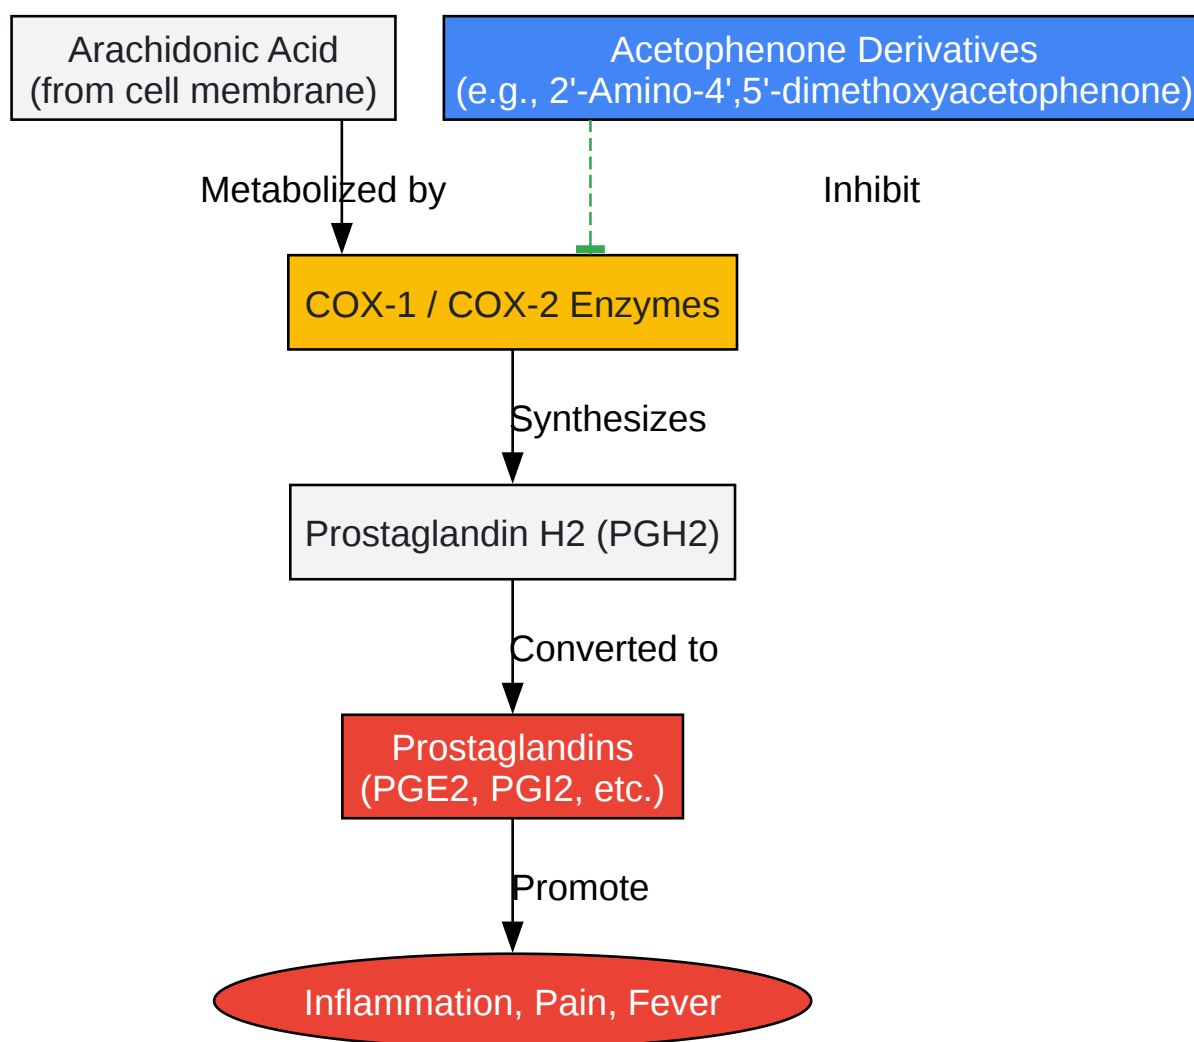 Arachidonic Acid
(from cell membrane)
Acetophenone Derivatives
(e.g., 2'-Amino-4',5'-dimethoxyacetophenone)
Metabolized by
Inhibit
COX-1 / COX-2 Enzymes
Synthesizes
Prostaglandin H2 (PGH2)
Converted to
Prostaglandins
(PGE2, PGI2, etc.)
Promote
Inflammation, Pain, Fever